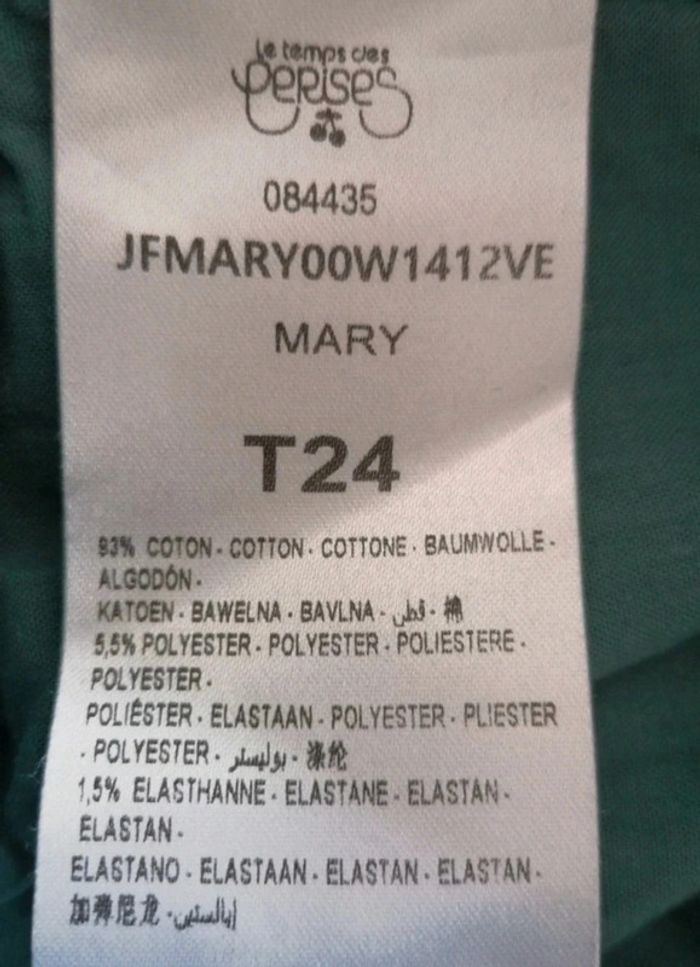 Le temps des
Cerises
084435
JFMARY00W1412VE
MARY
T24
93% COTON - COTTON - COTTONE - BAUMWOLLE -
ALGODÓN -
KATOEN - BAWELNA - BAVLNA - قطن - 棉
5,5% POLYESTER - POLYESTER - POLIESTERE -
POLYESTER -
POLIÉSTER - ELASTAAN - POLYESTER - PLIESTER
- POLYESTER - بوليستر - 涤纶
1,5% ELASTHANNE - ELASTANE - ELASTAN -
ELASTAN -
ELASTANO - ELASTAAN - ELASTAN - ELASTAN -
加弹尼龙 - إيالستين